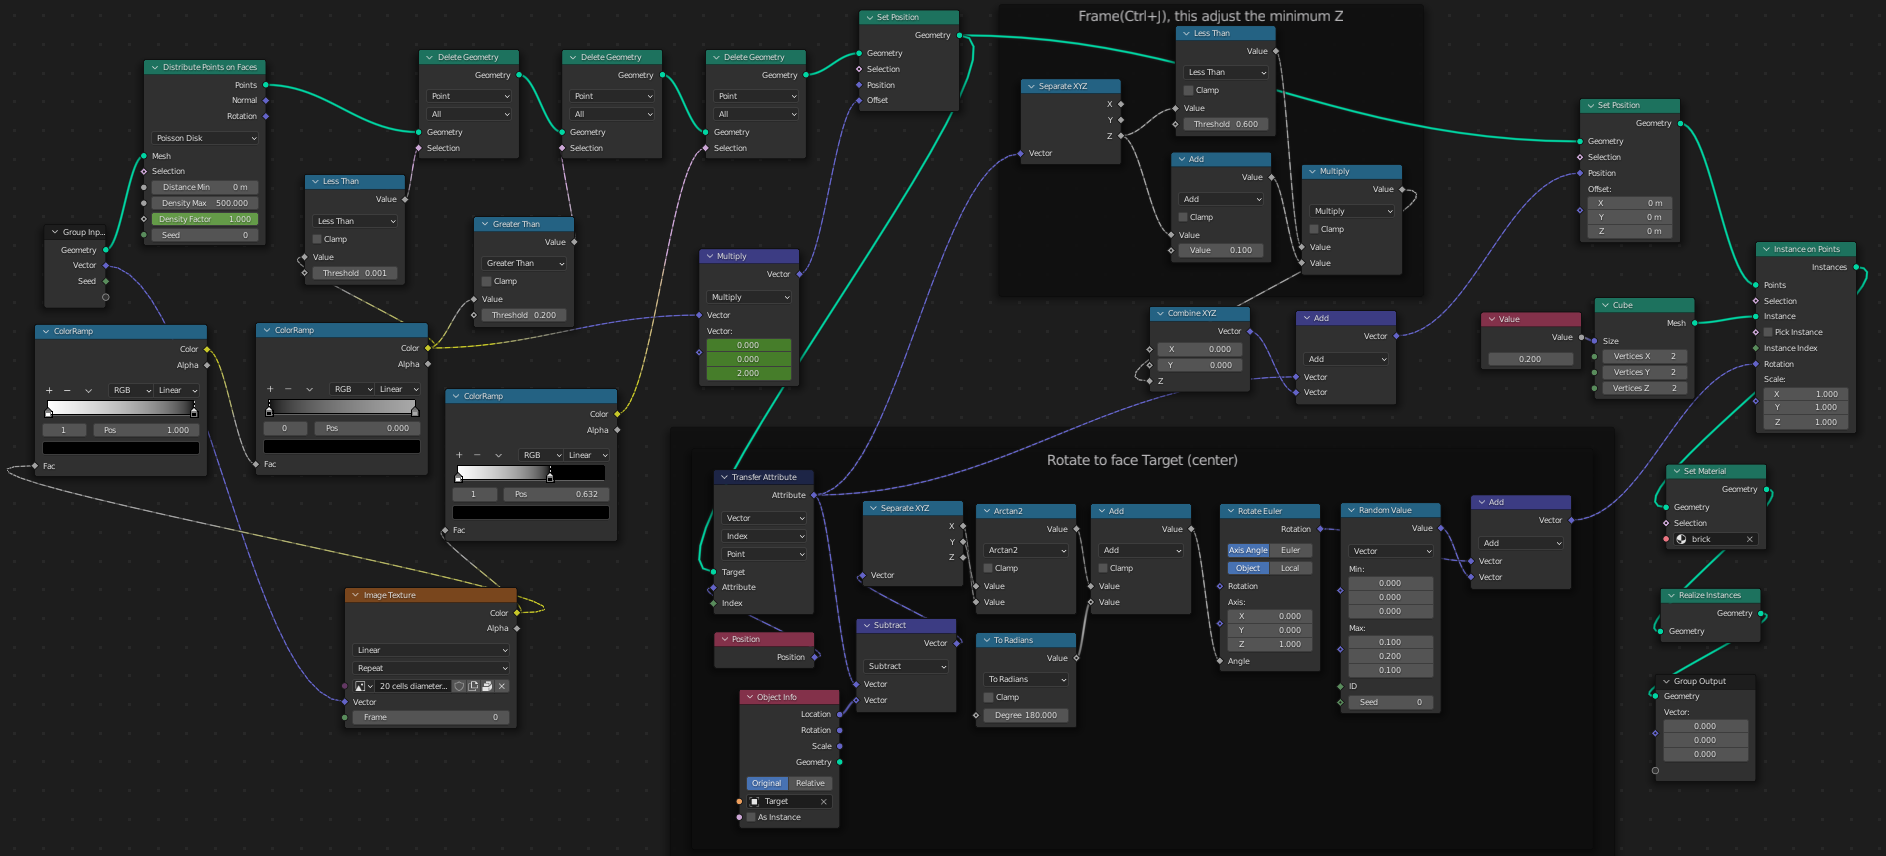 Group Inp...
Geometry
Vector
Seed
Distribute Points on Faces
Points
Normal
Rotation
Poisson Disk
Mesh
Selection
Distance Min 0 m
Density Max 500.000
Density Factor 1.000
Seed 0
ColorRamp
Color
Alpha
+ − RGB Linear
1 Pos 1.000
Fac
ColorRamp
Color
Alpha
+ − RGB Linear
0 Pos 0.000
Fac
Less Than
Value
Less Than
Clamp
Value
Threshold 0.001
Delete Geometry
Geometry
Point
All
Geometry
Selection
Greater Than
Value
Greater Than
Clamp
Value
Threshold 0.200
ColorRamp
Color
Alpha
+ − RGB Linear
1 Pos 0.632
Fac
Image Texture
Color
Alpha
Linear
Repeat
20 cells diameter...
Vector
Frame 0
Delete Geometry
Geometry
Point
All
Geometry
Selection
Delete Geometry
Geometry
Point
All
Geometry
Selection
Multiply
Vector
Multiply
Vector
Vector:
0.000
0.000
2.000
Set Position
Geometry
Geometry
Selection
Position
Offset
Frame(Ctrl+J), this adjust the minimum Z
Separate XYZ
X
Y
Z
Vector
Less Than
Value
Less Than
Clamp
Value
Threshold 0.600
Add
Value
Add
Clamp
Value
Value 0.100
Multiply
Value
Multiply
Clamp
Value
Value
Combine XYZ
Vector
X 0.000
Y 0.000
Z
Add
Vector
Add
Vector
Vector
Rotate to face Target (center)
Transfer Attribute
Attribute
Vector
Index
Point
Target
Attribute
Index
Position
Position
Object Info
Location
Rotation
Scale
Geometry
Original Relative
Target
As Instance
Separate XYZ
X
Y
Z
Vector
Subtract
Vector
Subtract
Vector
Vector
Arctan2
Value
Arctan2
Clamp
Value
Value
To Radians
Value
To Radians
Clamp
Degree 180.000
Add
Value
Add
Clamp
Value
Value
Rotate Euler
Rotation
Axis Angle Euler
Object Local
Rotation
Axis:
X 0.000
Y 0.000
Z 1.000
Angle
Random Value
Value
Vector
Min:
0.000
0.000
0.000
Max:
0.100
0.200
0.100
ID
Seed 0
Add
Vector
Add
Vector
Vector
Set Position
Geometry
Geometry
Selection
Position
Offset:
X 0 m
Y 0 m
Z 0 m
Value
Value
0.200
Cube
Mesh
Size
Vertices X 2
Vertices Y 2
Vertices Z 2
Instance on Points
Instances
Points
Selection
Instance
Pick Instance
Instance Index
Rotation
Scale:
X 1.000
Y 1.000
Z 1.000
Set Material
Geometry
Geometry
Selection
brick
Realize Instances
Geometry
Geometry
Group Output
Geometry
Vector:
0.000
0.000
0.000